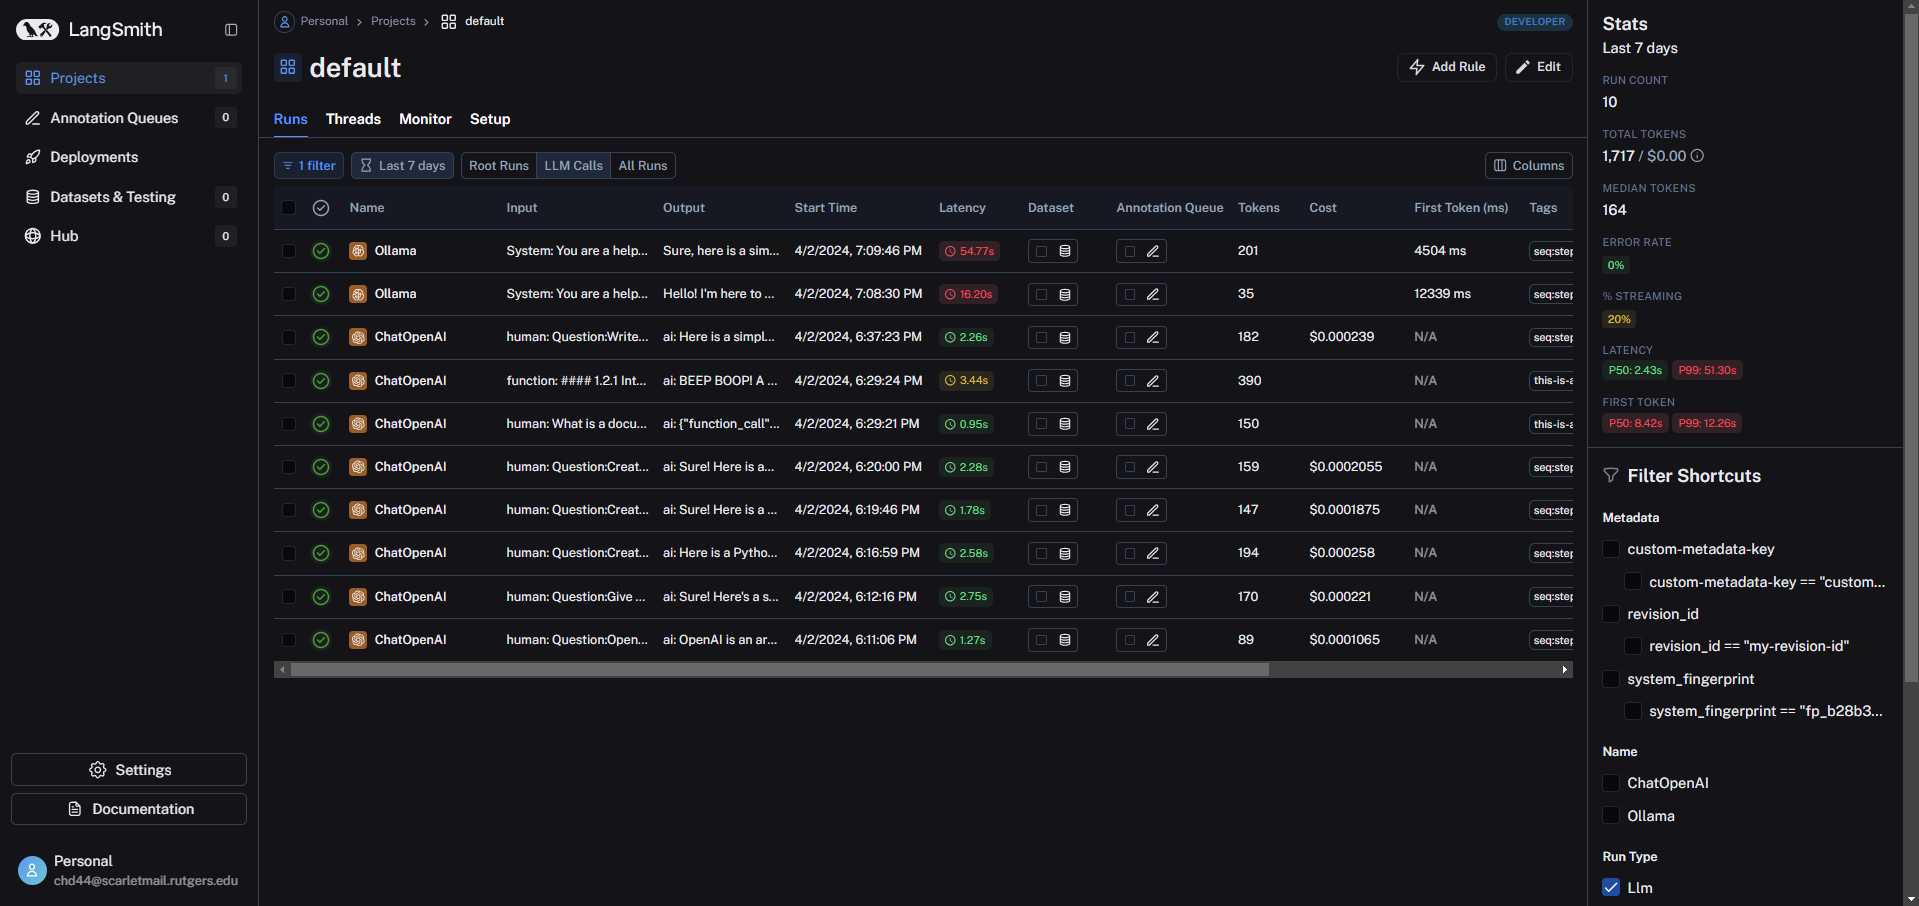 LangSmith
Projects 1
Annotation Queues 0
Deployments
Datasets & Testing 0
Hub 0
Settings
Documentation
Personal
chd44@scarletmail.rutgers.edu
Personal > Projects > default
DEVELOPER
default
Add Rule Edit
Runs Threads Monitor Setup
1 filter Last 7 days Root Runs LLM Calls All Runs Columns
Name Input Output Start Time Latency Dataset Annotation Queue Tokens Cost First Token (ms) Tags
Ollama System: You are a help... Sure, here is a sim... 4/2/2024, 7:09:46 PM 54.77s 201 4504 ms seq:step
Ollama System: You are a help... Hello! I'm here to ... 4/2/2024, 7:08:30 PM 16.20s 35 12339 ms seq:step
ChatOpenAI human: Question:Write... ai: Here is a simpl... 4/2/2024, 6:37:23 PM 2.26s 182 $0.000239 N/A seq:step
ChatOpenAI function: #### 1.2.1 Int... ai: BEEP BOOP! A ... 4/2/2024, 6:29:24 PM 3.44s 390 N/A this-is-a
ChatOpenAI human: What is a docu... ai: {"function_call"... 4/2/2024, 6:29:21 PM 0.95s 150 N/A this-is-a
ChatOpenAI human: Question:Creat... ai: Sure! Here is a... 4/2/2024, 6:20:00 PM 2.28s 159 $0.0002055 N/A seq:step
ChatOpenAI human: Question:Creat... ai: Sure! Here is a ... 4/2/2024, 6:19:46 PM 1.78s 147 $0.0001875 N/A seq:step
ChatOpenAI human: Question:Creat... ai: Here is a Pytho... 4/2/2024, 6:16:59 PM 2.58s 194 $0.000258 N/A seq:step
ChatOpenAI human: Question:Give ... ai: Sure! Here's a s... 4/2/2024, 6:12:16 PM 2.75s 170 $0.000221 N/A seq:step
ChatOpenAI human: Question:Open... ai: OpenAI is an ar... 4/2/2024, 6:11:06 PM 1.27s 89 $0.0001065 N/A seq:step
Stats
Last 7 days
RUN COUNT
10
TOTAL TOKENS
1,717 / $0.00
MEDIAN TOKENS
164
ERROR RATE
0%
% STREAMING
20%
LATENCY
P50: 2.43s P99: 51.30s
FIRST TOKEN
P50: 8.42s P99: 12.26s
Filter Shortcuts
Metadata
custom-metadata-key
custom-metadata-key == "custom...
revision_id
revision_id == "my-revision-id"
system_fingerprint
system_fingerprint == "fp_b28b3...
Name
ChatOpenAI
Ollama
Run Type
Llm